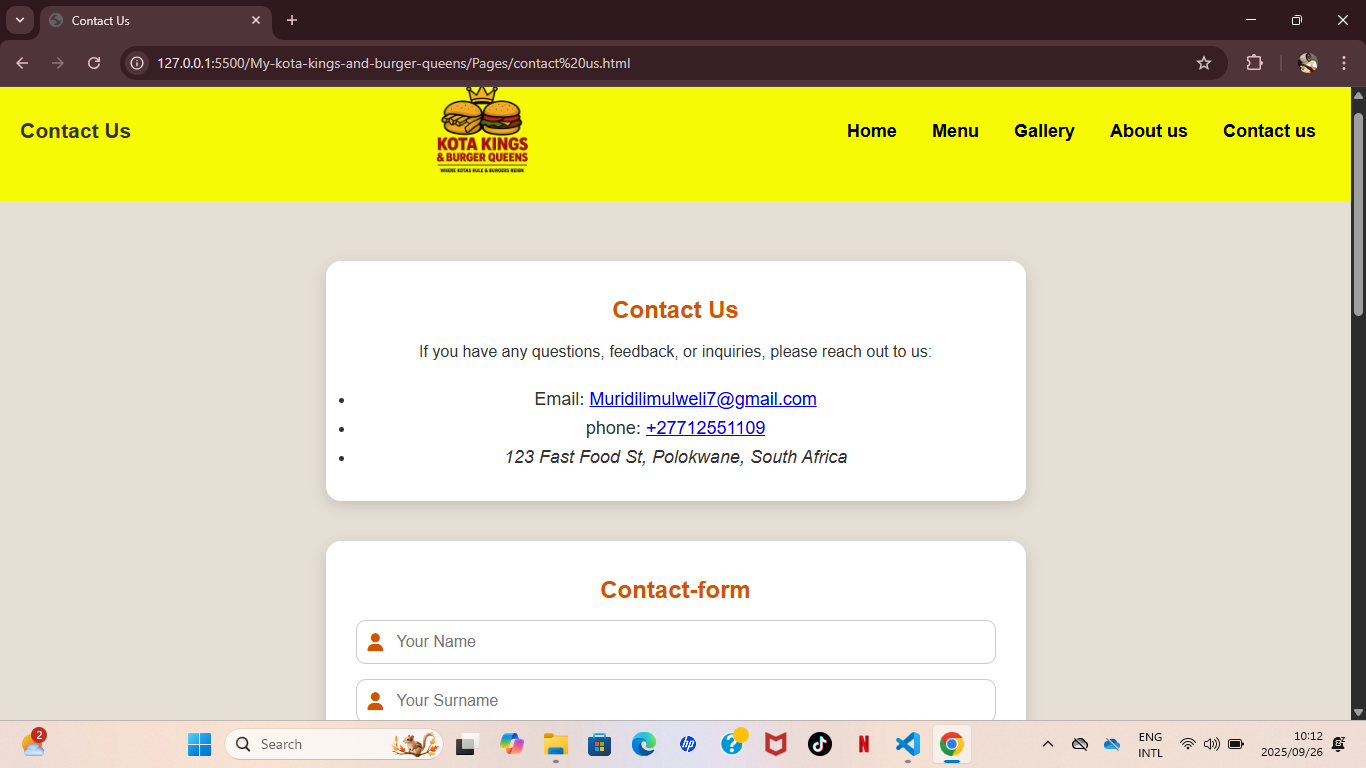 Contact Us
127.0.0.1:5500/My-kota-kings-and-burger-queens/Pages/contact%20us.html
Contact Us
KOTA KINGS
& BURGER QUEENS
WHERE KOTAS RULE & BURGERS REIGN
Home Menu Gallery About us Contact us
Contact Us
If you have any questions, feedback, or inquiries, please reach out to us:
Email: Muridilimulweli7@gmail.com
phone: +27712551109
123 Fast Food St, Polokwane, South Africa
Contact-form
Your Name
Your Surname
2
Search
hp
N
ENG
INTL
10:12
2025/09/26